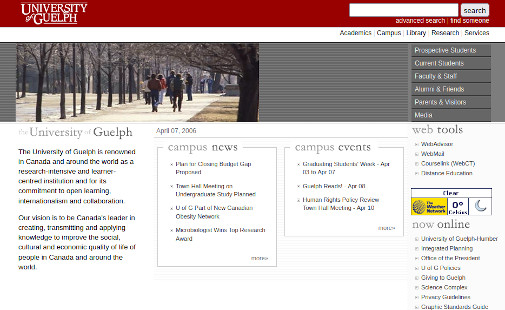 UNIVERSITY
of GUELPH
search
advanced search | find someone
Academics | Campus | Library | Research | Services
Prospective Students
Current Students
Faculty & Staff
Alumni & Friends
Parents & Visitors
Media
the University of Guelph
The University of Guelph is renowned
in Canada and around the world as a
research-intensive and learner-
centred institution and for its
commitment to open learning,
internationalism and collaboration.
Our vision is to be Canada's leader in
creating, transmitting and applying
knowledge to improve the social,
cultural and economic quality of life of
people in Canada and around the
world.
April 07, 2006
campus news
Plan for Closing Budget Gap
Proposed
Town Hall Meeting on
Undergraduate Study Planned
U of G Part of New Canadian
Obesity Network
Microbiologist Wins Top Research
Award
more»
campus events
Graduating Students' Week - Apr
03 to Apr 07
Guelph Reads! - Apr 08
Human Rights Policy Review
Town Hall Meeting - Apr 10
more»
web tools
WebAdvisor
WebMail
Courselink (WebCT)
Distance Education
Clear
The Weather
Network
0°
Celsius
now online
University of Guelph-Humber
Integrated Planning
Office of the President
U of G Policies
Giving to Guelph
Science Complex
Privacy Guidelines
Graphic Standards Guide